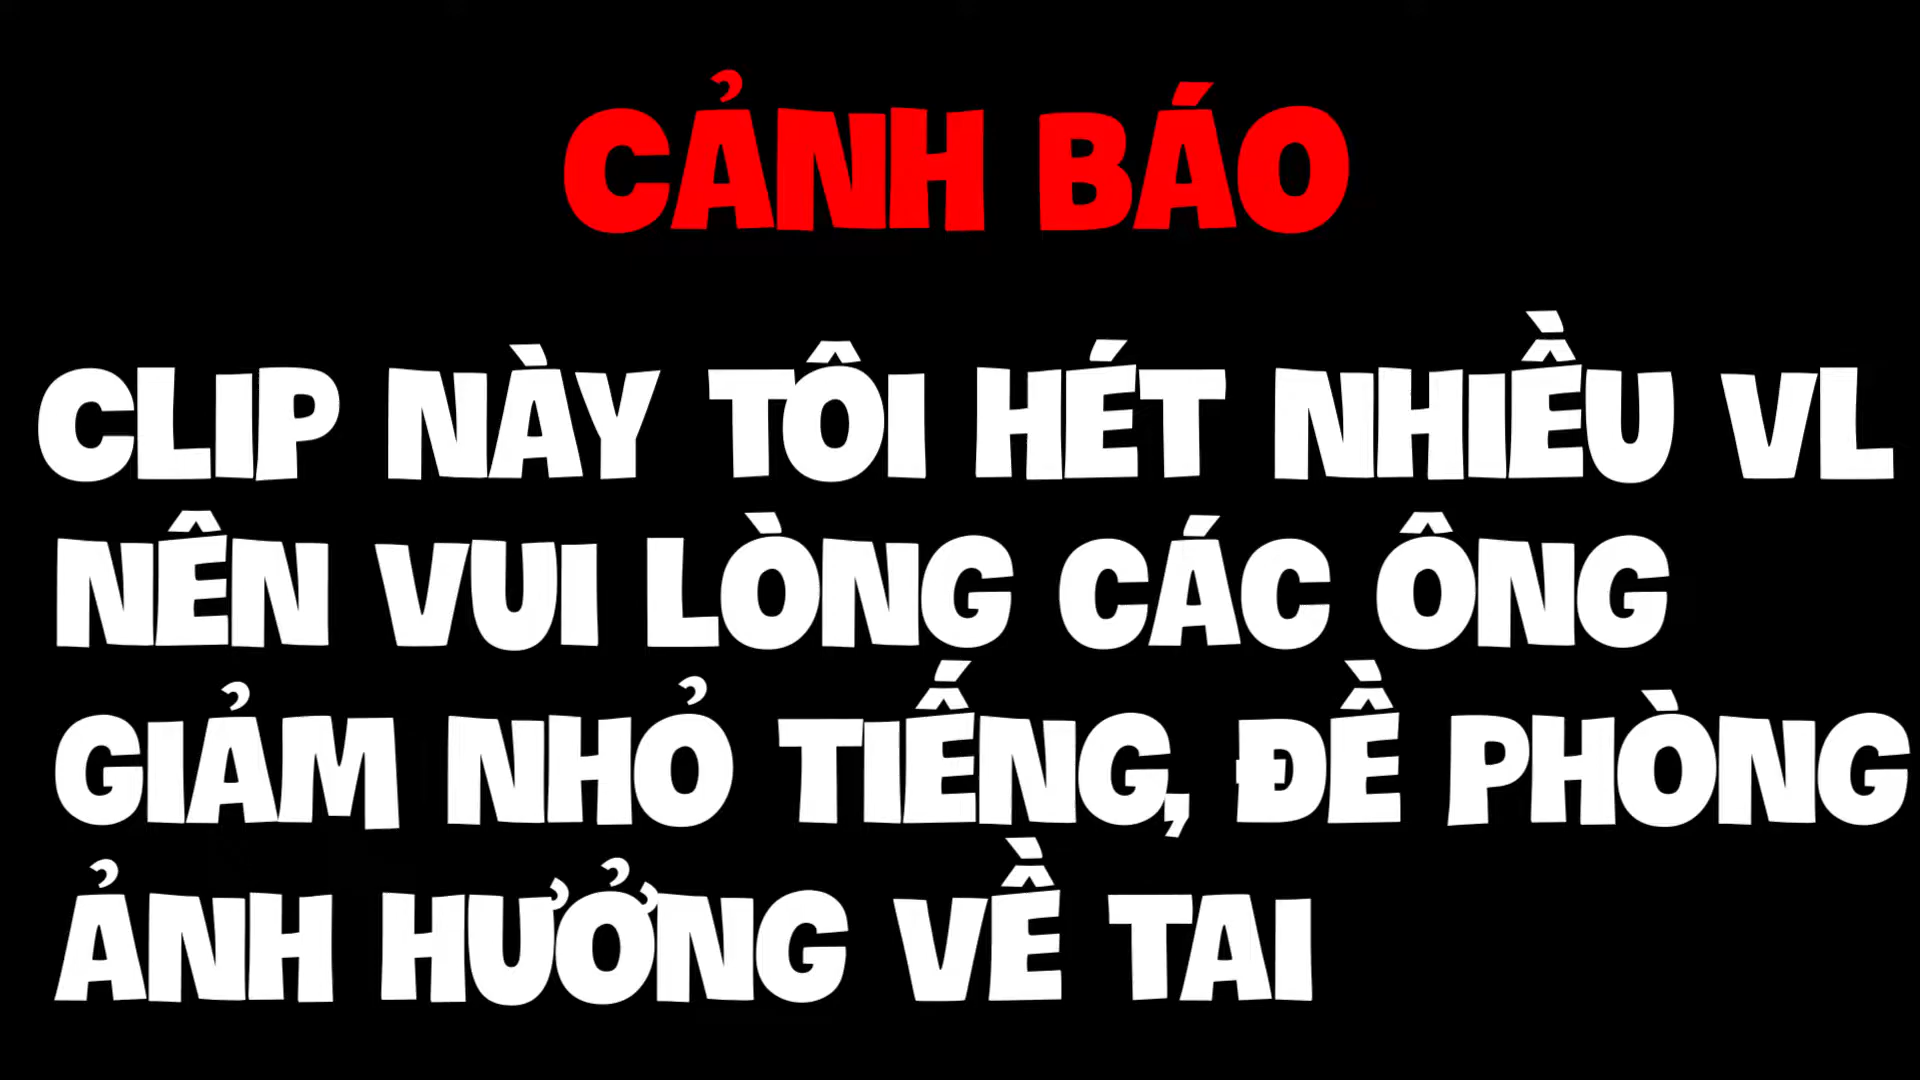 CẢNH BÁO
CLIP NÀY TÔI HÉT NHIỀU VL
NÊN VUI LÒNG CÁC ÔNG
GIẢM NHỎ TIẾNG, ĐỀ PHÒNG
ẢNH HƯỞNG VỀ TAI